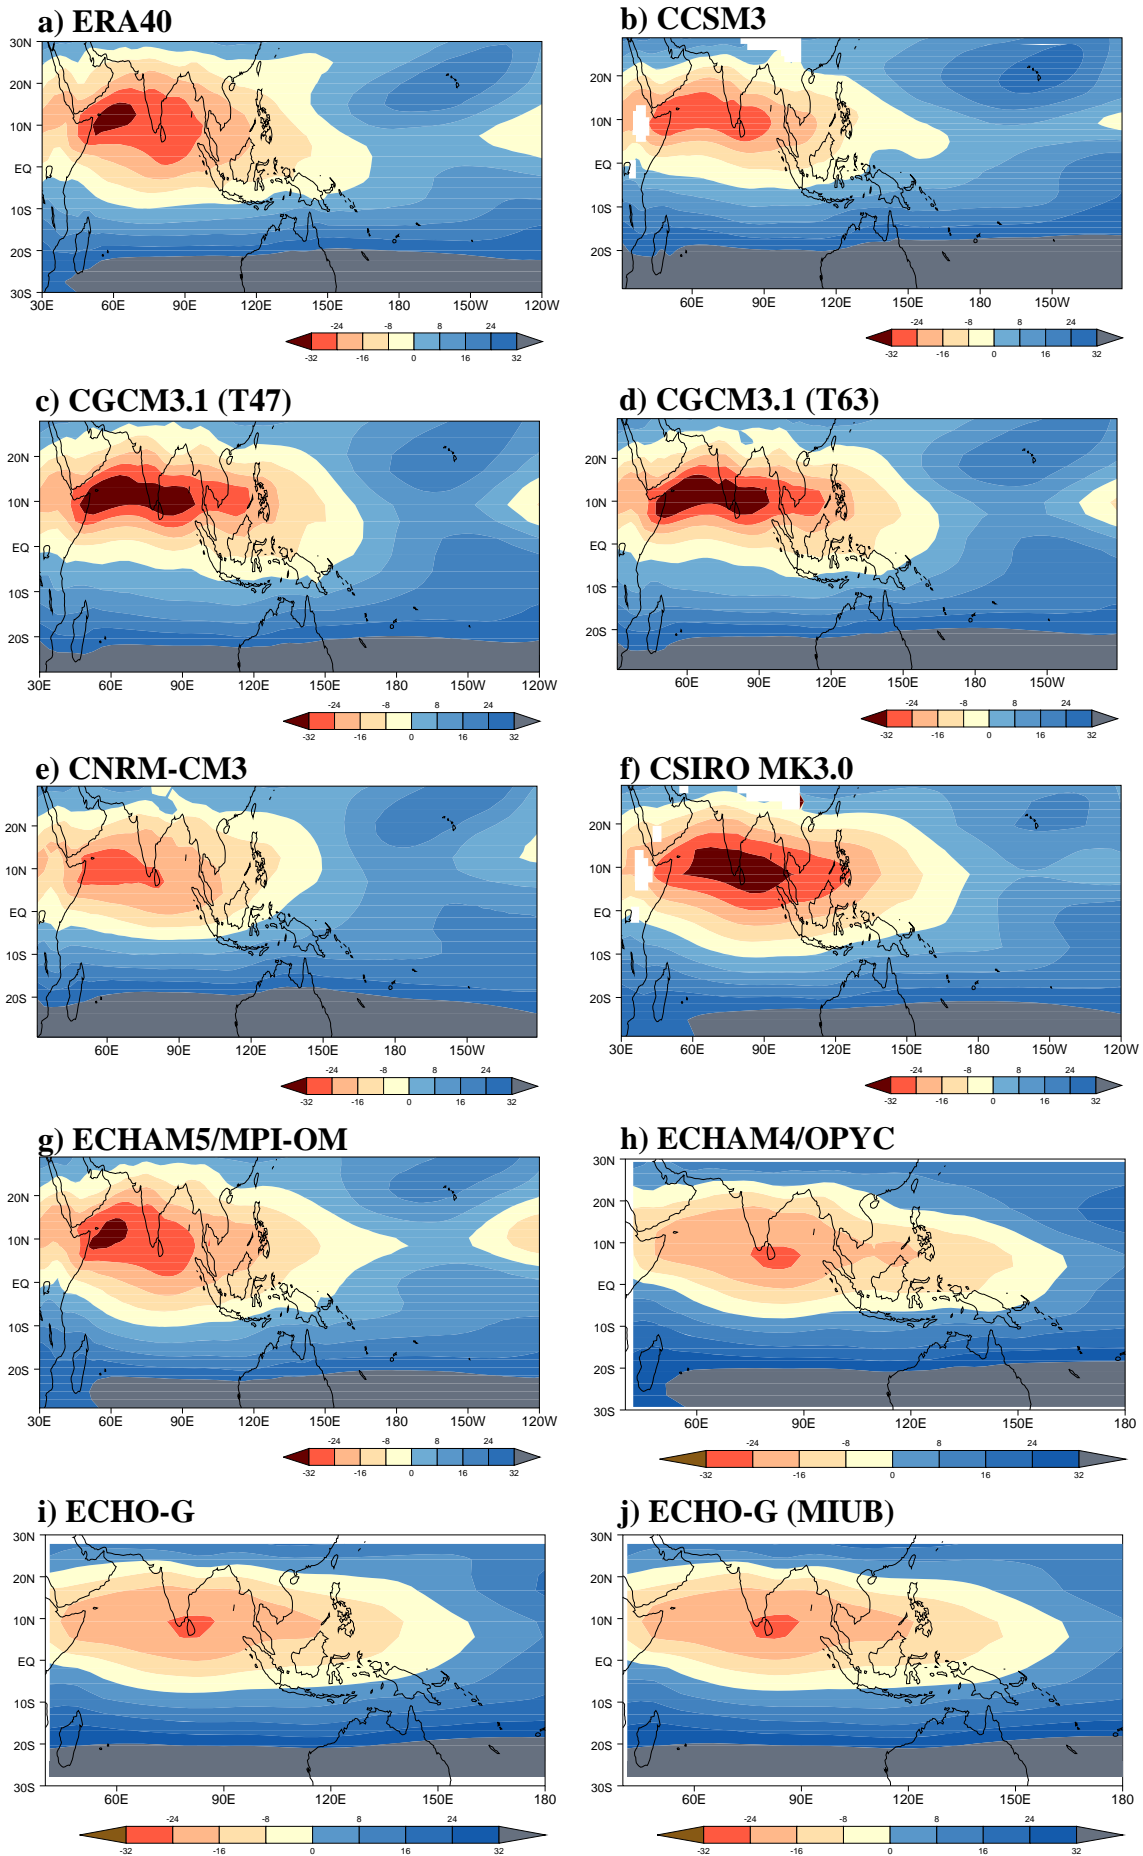 a) ERA40
30N
20N
10N
EQ
10S
20S
30S
30E 60E 90E 120E 150E 180 150W 120W
-24 -8 8 24
-32 -16 0 16 32
b) CCSM3
20N
10N
EQ
10S
20S
60E 90E 120E 150E 180 150W
-24 -8 8 24
-32 -16 0 16 32
c) CGCM3.1 (T47)
20N
10N
EQ
10S
20S
30E 60E 90E 120E 150E 180 150W 120W
-24 -8 8 24
-32 -16 0 16 32
d) CGCM3.1 (T63)
20N
10N
EQ
10S
20S
60E 90E 120E 150E 180 150W
-24 -8 8 24
-32 -16 0 16 32
e) CNRM-CM3
20N
10N
EQ
10S
20S
60E 90E 120E 150E 180 150W
-24 -8 8 24
-32 -16 0 16 32
f) CSIRO MK3.0
20N
10N
EQ
10S
20S
30E 60E 90E 120E 150E 180 150W 120W
-24 -8 8 24
-32 -16 0 16 32
g) ECHAM5/MPI-OM
20N
10N
EQ
10S
20S
30E 60E 90E 120E 150E 180 150W 120W
-24 -8 8 24
-32 -16 0 16 32
h) ECHAM4/OPYC
30N
20N
10N
EQ
10S
20S
30S
60E 90E 120E 150E 180
-24 -8 8 24
-32 -16 0 16 32
i) ECHO-G
30N
20N
10N
EQ
10S
20S
30S
60E 90E 120E 150E 180
-24 -8 8 24
-32 -16 0 16 32
j) ECHO-G (MIUB)
30N
20N
10N
EQ
10S
20S
30S
60E 90E 120E 150E 180
-24 -8 8 24
-32 -16 0 16 32